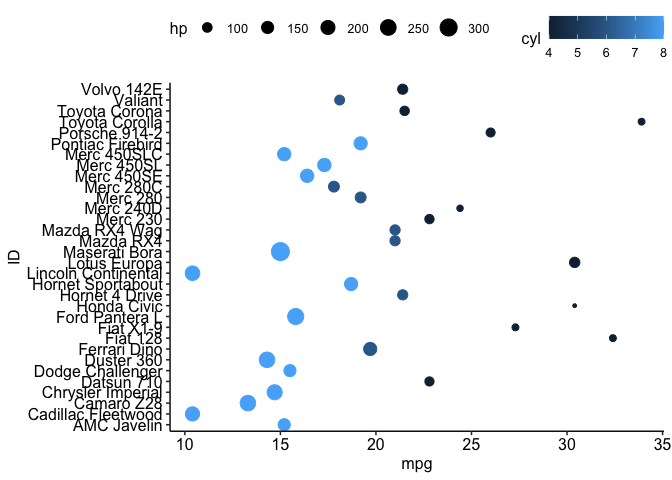 hp 100 150 200 250 300
cyl
4 5 6 7 8
Volvo 142E
Valiant
Toyota Corona
Toyota Corolla
Porsche 914-2
Pontiac Firebird
Merc 450SLC
Merc 450SL
Merc 450SE
Merc 280C
Merc 280
Merc 240D
Merc 230
Mazda RX4 Wag
Mazda RX4
Maserati Bora
Lotus Europa
Lincoln Continental
Hornet Sportabout
Hornet 4 Drive
Honda Civic
Ford Pantera L
Fiat X1-9
Fiat 128
Ferrari Dino
Duster 360
Dodge Challenger
Datsun 710
Chrysler Imperial
Camaro Z28
Cadillac Fleetwood
AMC Javelin
ID
10 15 20 25 30 35
mpg